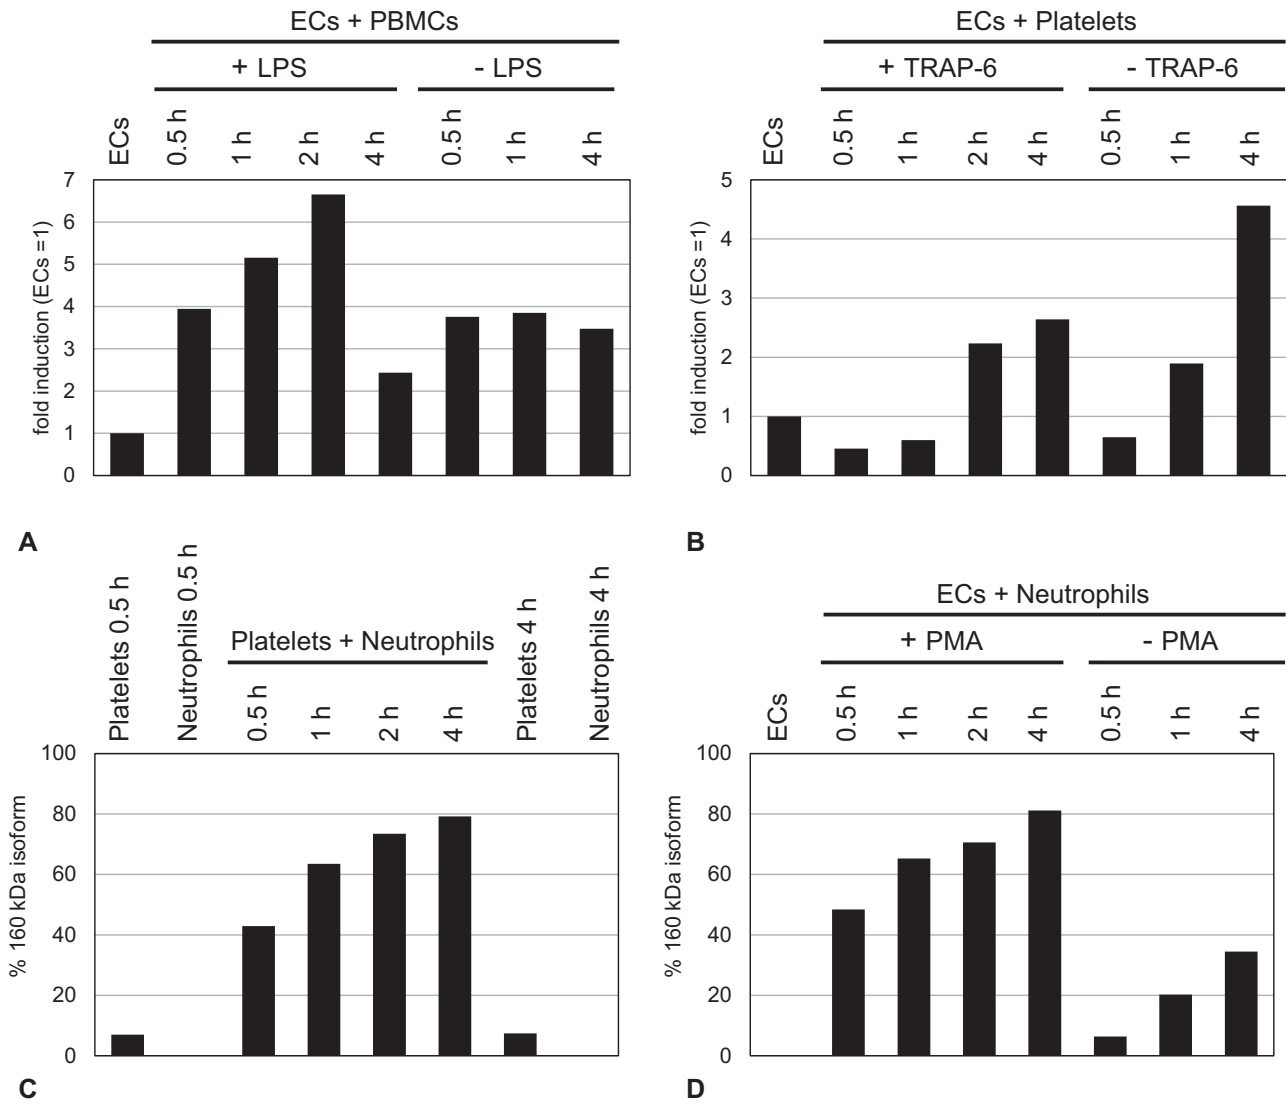 ECs + PBMCs
+ LPS - LPS
ECs 0.5 h 1 h 2 h 4 h 0.5 h 1 h 4 h
fold induction (ECs =1)
7
6
5
4
3
2
1
0
A
ECs + Platelets
+ TRAP-6 - TRAP-6
ECs 0.5 h 1 h 2 h 4 h 0.5 h 1 h 4 h
fold induction (ECs =1)
5
4
3
2
1
0
B
Platelets + Neutrophils
Platelets 0.5 h Neutrophils 0.5 h 0.5 h 1 h 2 h 4 h Platelets 4 h Neutrophils 4 h
% 160 kDa isoform
100
80
60
40
20
0
C
ECs + Neutrophils
+ PMA - PMA
ECs 0.5 h 1 h 2 h 4 h 0.5 h 1 h 4 h
% 160 kDa isoform
100
80
60
40
20
0
D